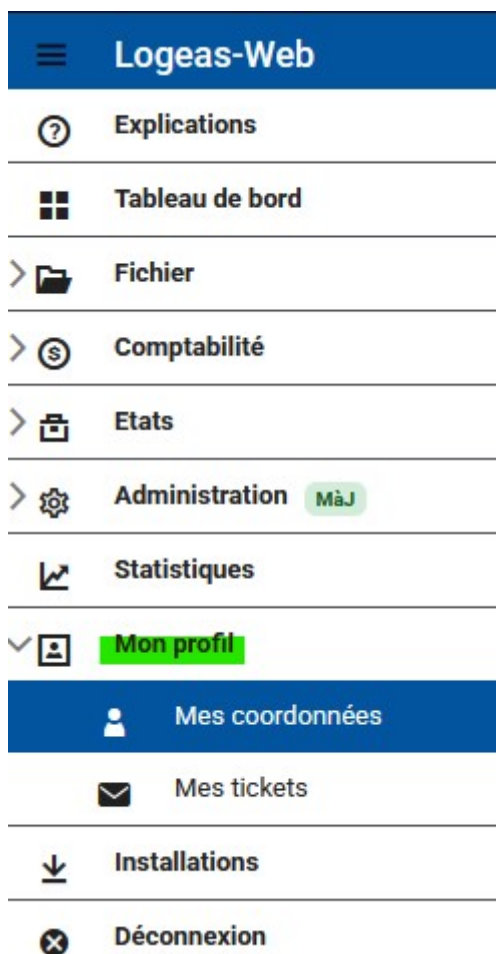 Logeas-Web
Explications
Tableau de bord
Fichier
Comptabilité
Etats
Administration MàJ
Statistiques
Mon profil
Mes coordonnées
Mes tickets
Installations
Déconnexion